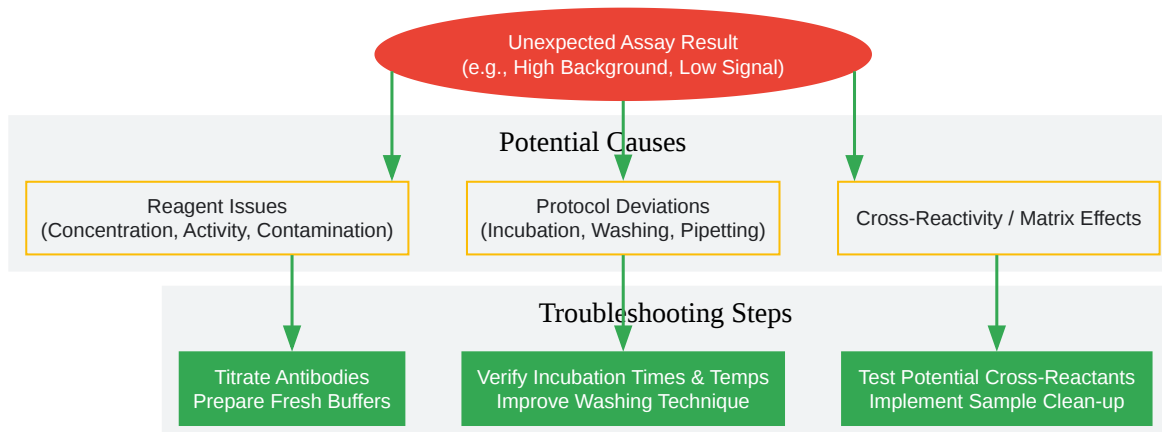 Unexpected Assay Result
(e.g., High Background, Low Signal)
Potential Causes
Reagent Issues
(Concentration, Activity, Contamination)
Protocol Deviations
(Incubation, Washing, Pipetting)
Cross-Reactivity / Matrix Effects
Troubleshooting Steps
Titrate Antibodies
Prepare Fresh Buffers
Verify Incubation Times & Temps
Improve Washing Technique
Test Potential Cross-Reactants
Implement Sample Clean-up